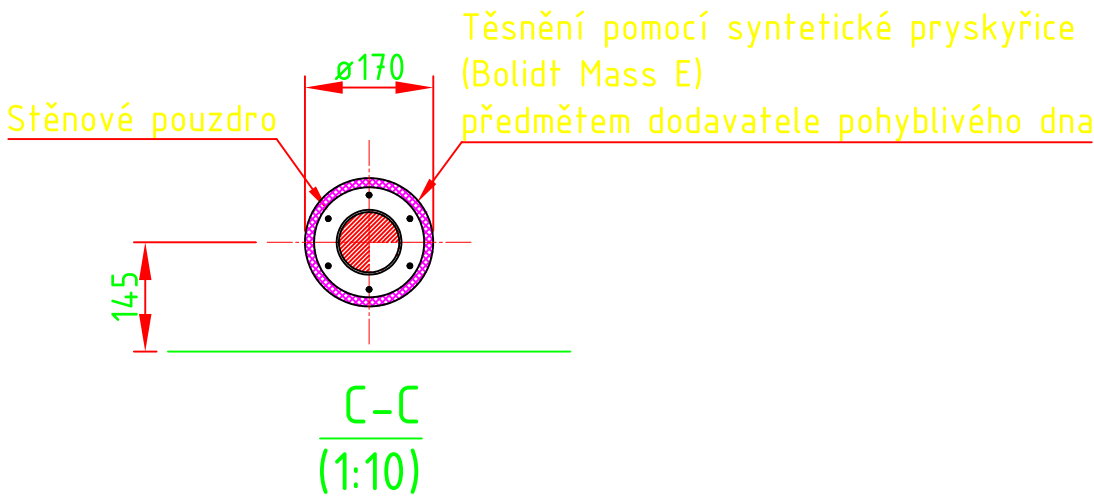 Těsnění pomocí syntetické pryskyřice
(Bolidt Mass E)
předmětem dodavatele pohyblivého dna
ø170
Stěnové pouzdro
145
C-C
(1:10)